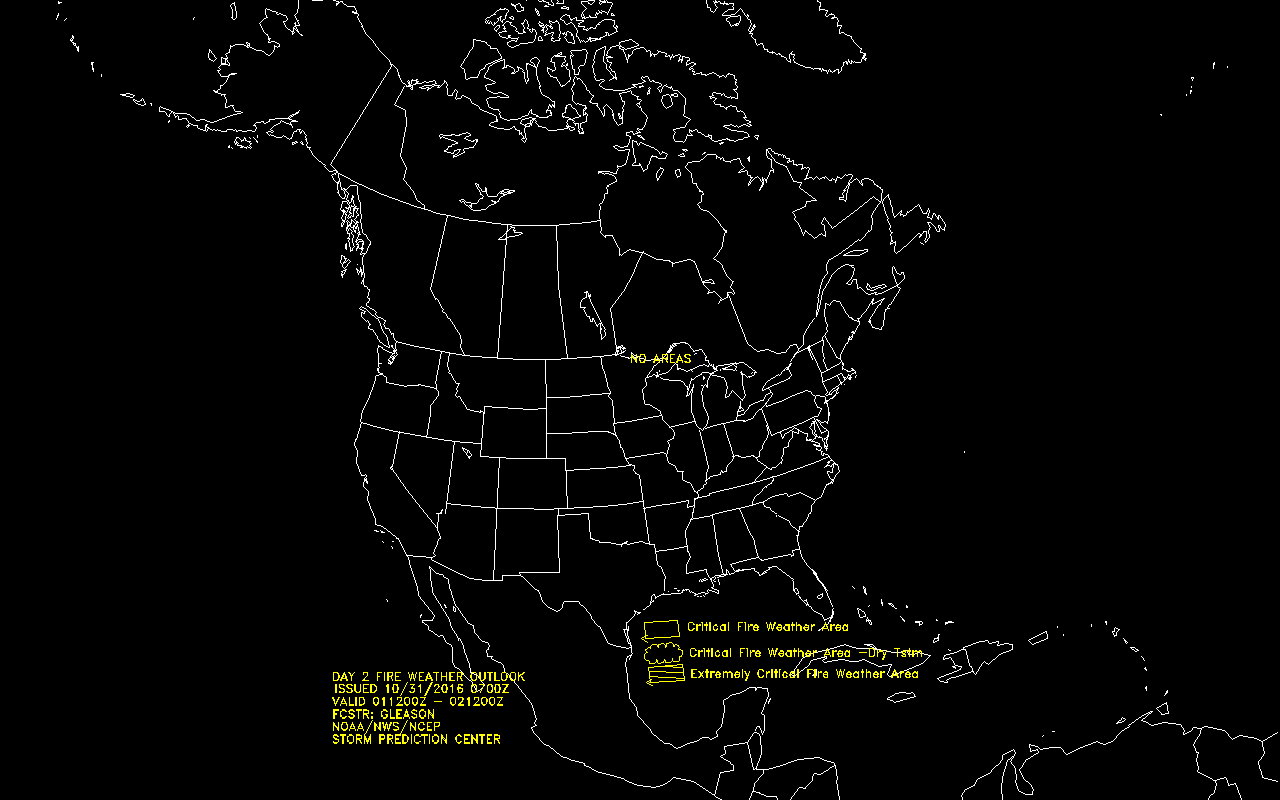 NO AREAS
Critical Fire Weather Area
Critical Fire Weather Area -Dry Tstm
Extremely Critical Fire Weather Area
DAY 2 FIRE WEATHER OUTLOOK
ISSUED 10/31/2016 0700Z
VALID 011200Z - 021200Z
FCSTR: GLEASON
NOAA/NWS/NCEP
STORM PREDICTION CENTER